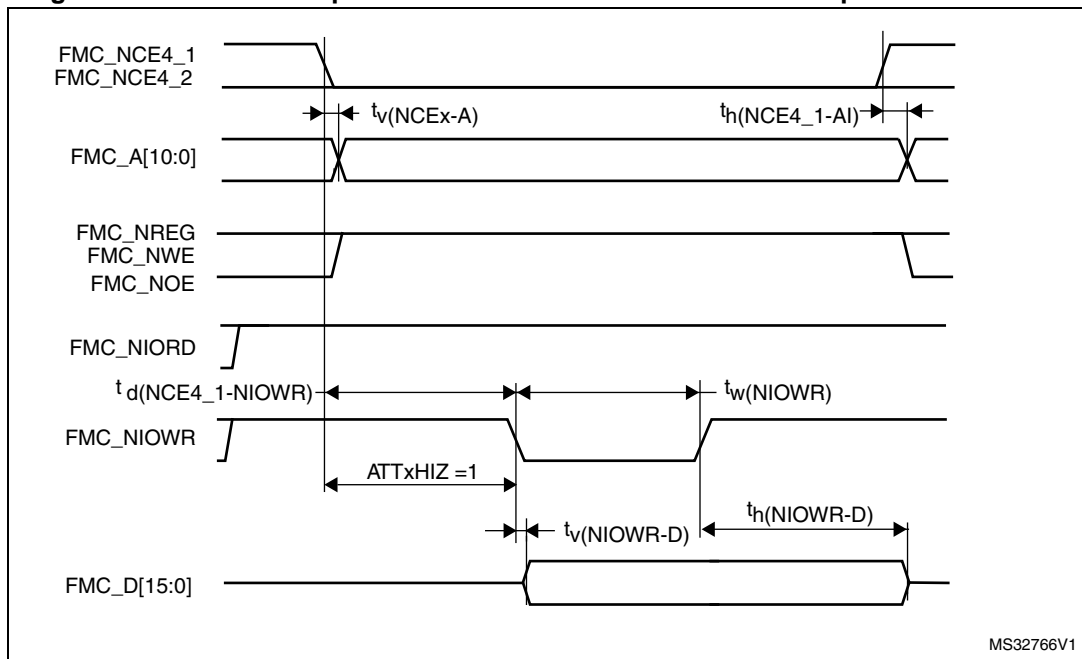 FMC_NCE4_1
FMC_NCE4_2
tv(NCEx-A)
th(NCE4_1-AI)
FMC_A[10:0]
FMC_NREG
FMC_NWE
FMC_NOE
FMC_NIORD
td(NCE4_1-NIOWR)
tw(NIOWR)
FMC_NIOWR
ATTxHIZ =1
th(NIOWR-D)
tv(NIOWR-D)
FMC_D[15:0]
MS32766V1